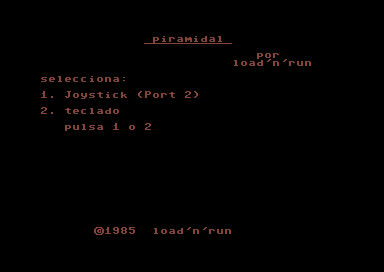 piramidal
por
load'n'run
selecciona:
1. Joystick (Port 2)
2. teclado
pulsa 1 o 2
@1985 load'n'run